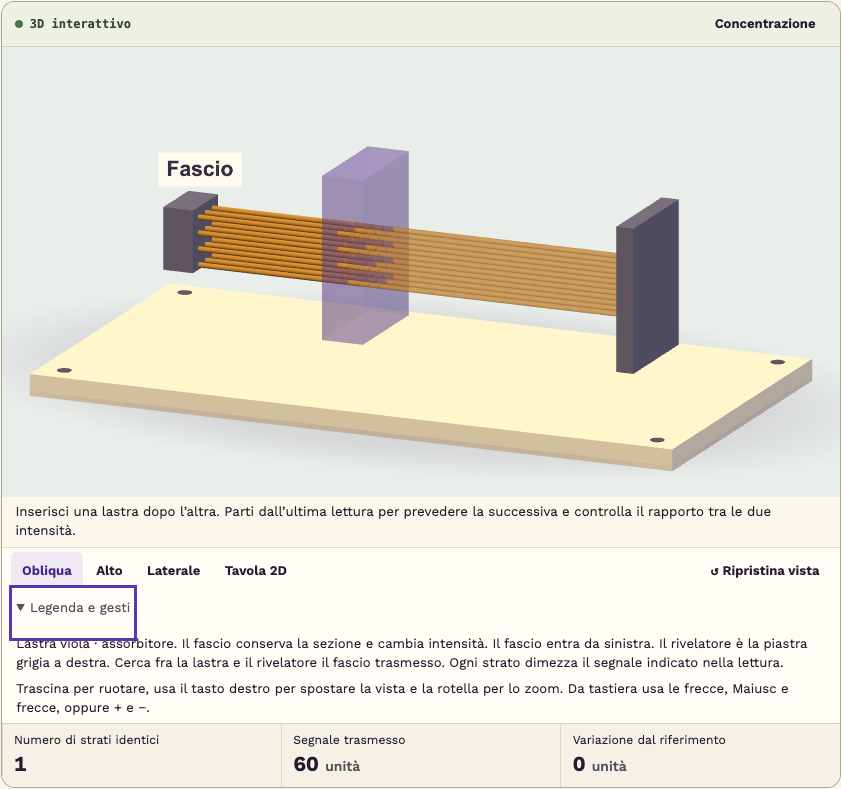 3D interattivo
Concentrazione
Fascio
Inserisci una lastra dopo l’altra. Parti dall’ultima lettura per prevedere la successiva e controlla il rapporto tra le due
intensità.
Obliqua Alto Laterale Tavola 2D ↺ Ripristina vista
▼ Legenda e gesti
Lastra viola · assorbitore. Il fascio conserva la sezione e cambia intensità. Il fascio entra da sinistra. Il rivelatore è la piastra
grigia a destra. Cerca fra la lastra e il rivelatore il fascio trasmesso. Ogni strato dimezza il segnale indicato nella lettura.
Trascina per ruotare, usa il tasto destro per spostare la vista e la rotella per lo zoom. Da tastiera usa le frecce, Maiusc e
frecce, oppure + e −.
Numero di strati identici
1
Segnale trasmesso
60 unità
Variazione dal riferimento
0 unità